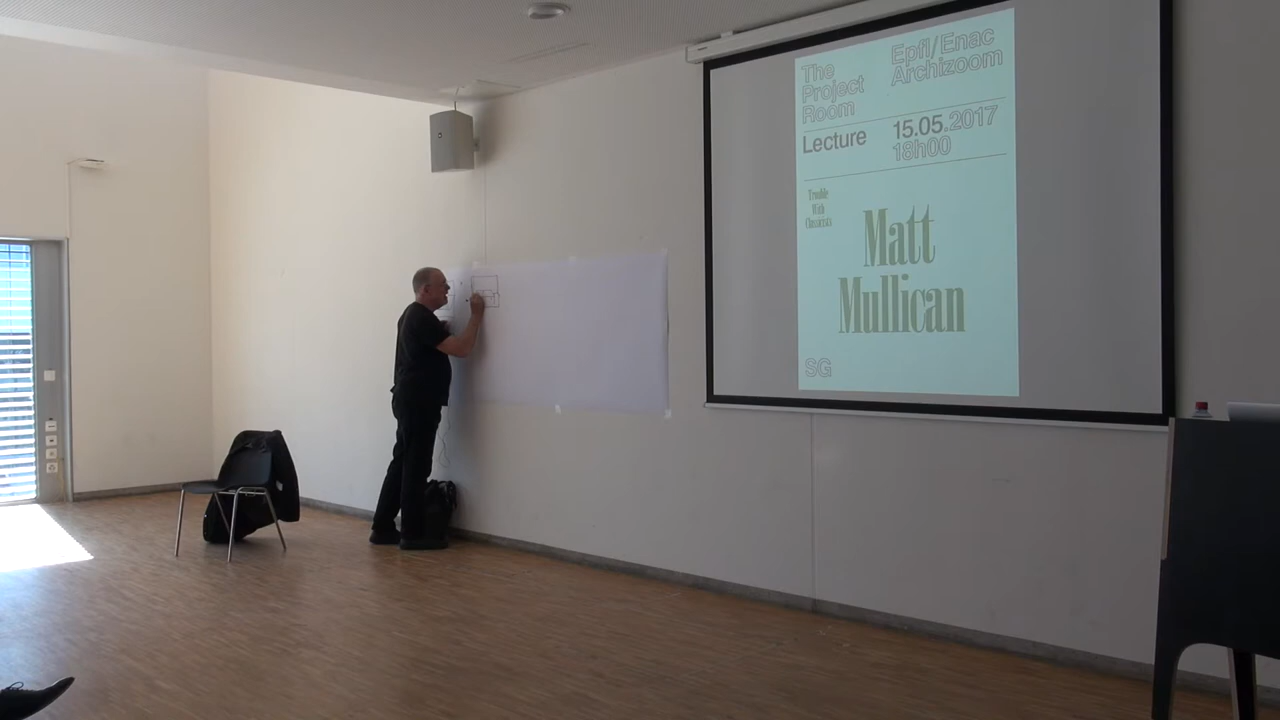 The
Project
Room
Epfl/Enac
Archizoom
Lecture
15.05.2017
18h00
Trouble
With
Classicists
Matt
Mullican
SG